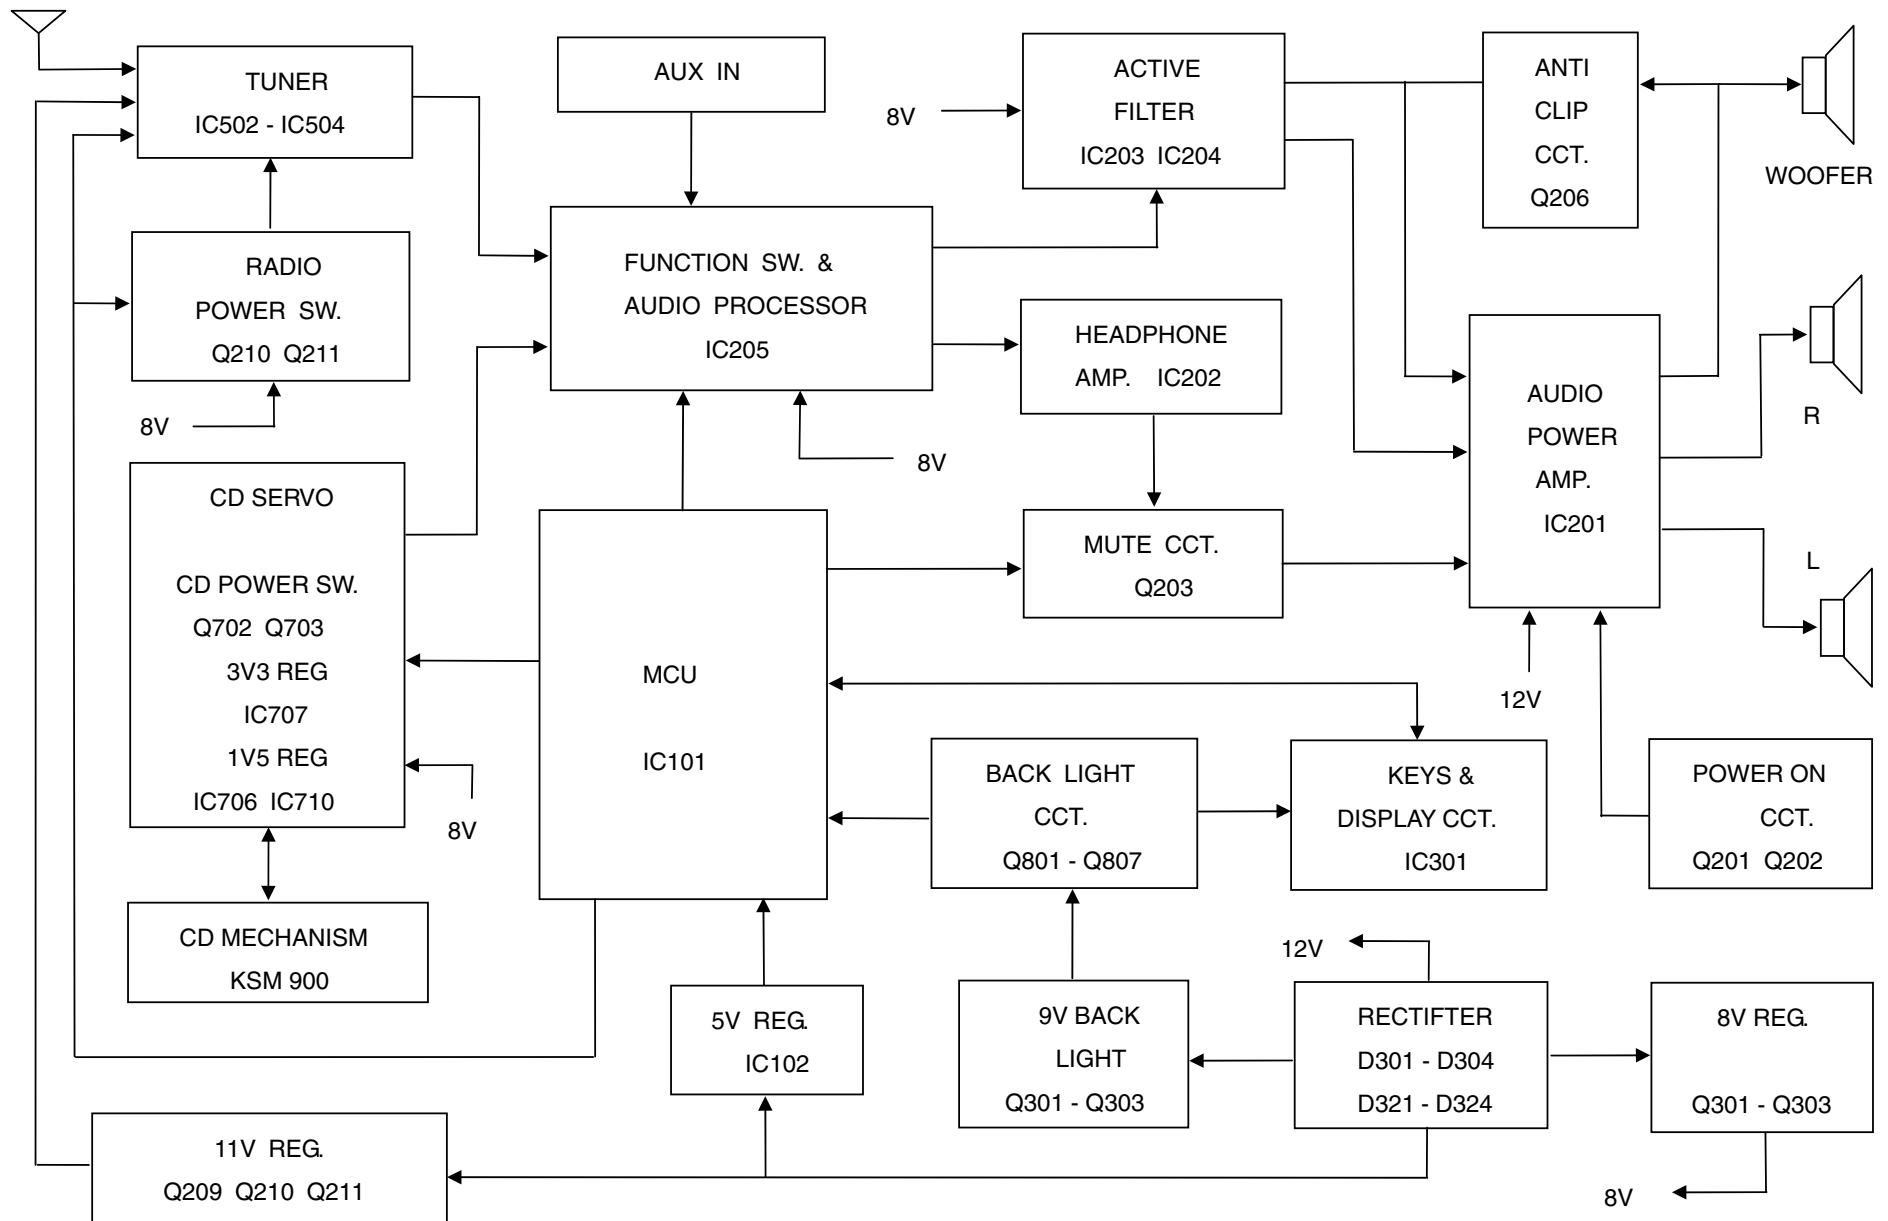 TUNER
IC502 - IC504
AUX IN
8V
ACTIVE
FILTER
IC203 IC204
ANTI
CLIP
CCT.
Q206
WOOFER
RADIO
POWER SW.
Q210 Q211
8V
FUNCTION SW. &
AUDIO PROCESSOR
IC205
8V
HEADPHONE
AMP. IC202
AUDIO
POWER
AMP.
IC201
R
L
12V
CD SERVO
CD POWER SW.
Q702 Q703
3V3 REG
IC707
1V5 REG
IC706 IC710
8V
MCU
IC101
MUTE CCT.
Q203
BACK LIGHT
CCT.
Q801 - Q807
KEYS &
DISPLAY CCT.
IC301
POWER ON
CCT.
Q201 Q202
CD MECHANISM
KSM 900
5V REG.
IC102
9V BACK
LIGHT
Q301 - Q303
12V
RECTIFTER
D301 - D304
D321 - D324
8V REG.
Q301 - Q303
8V
11V REG.
Q209 Q210 Q211